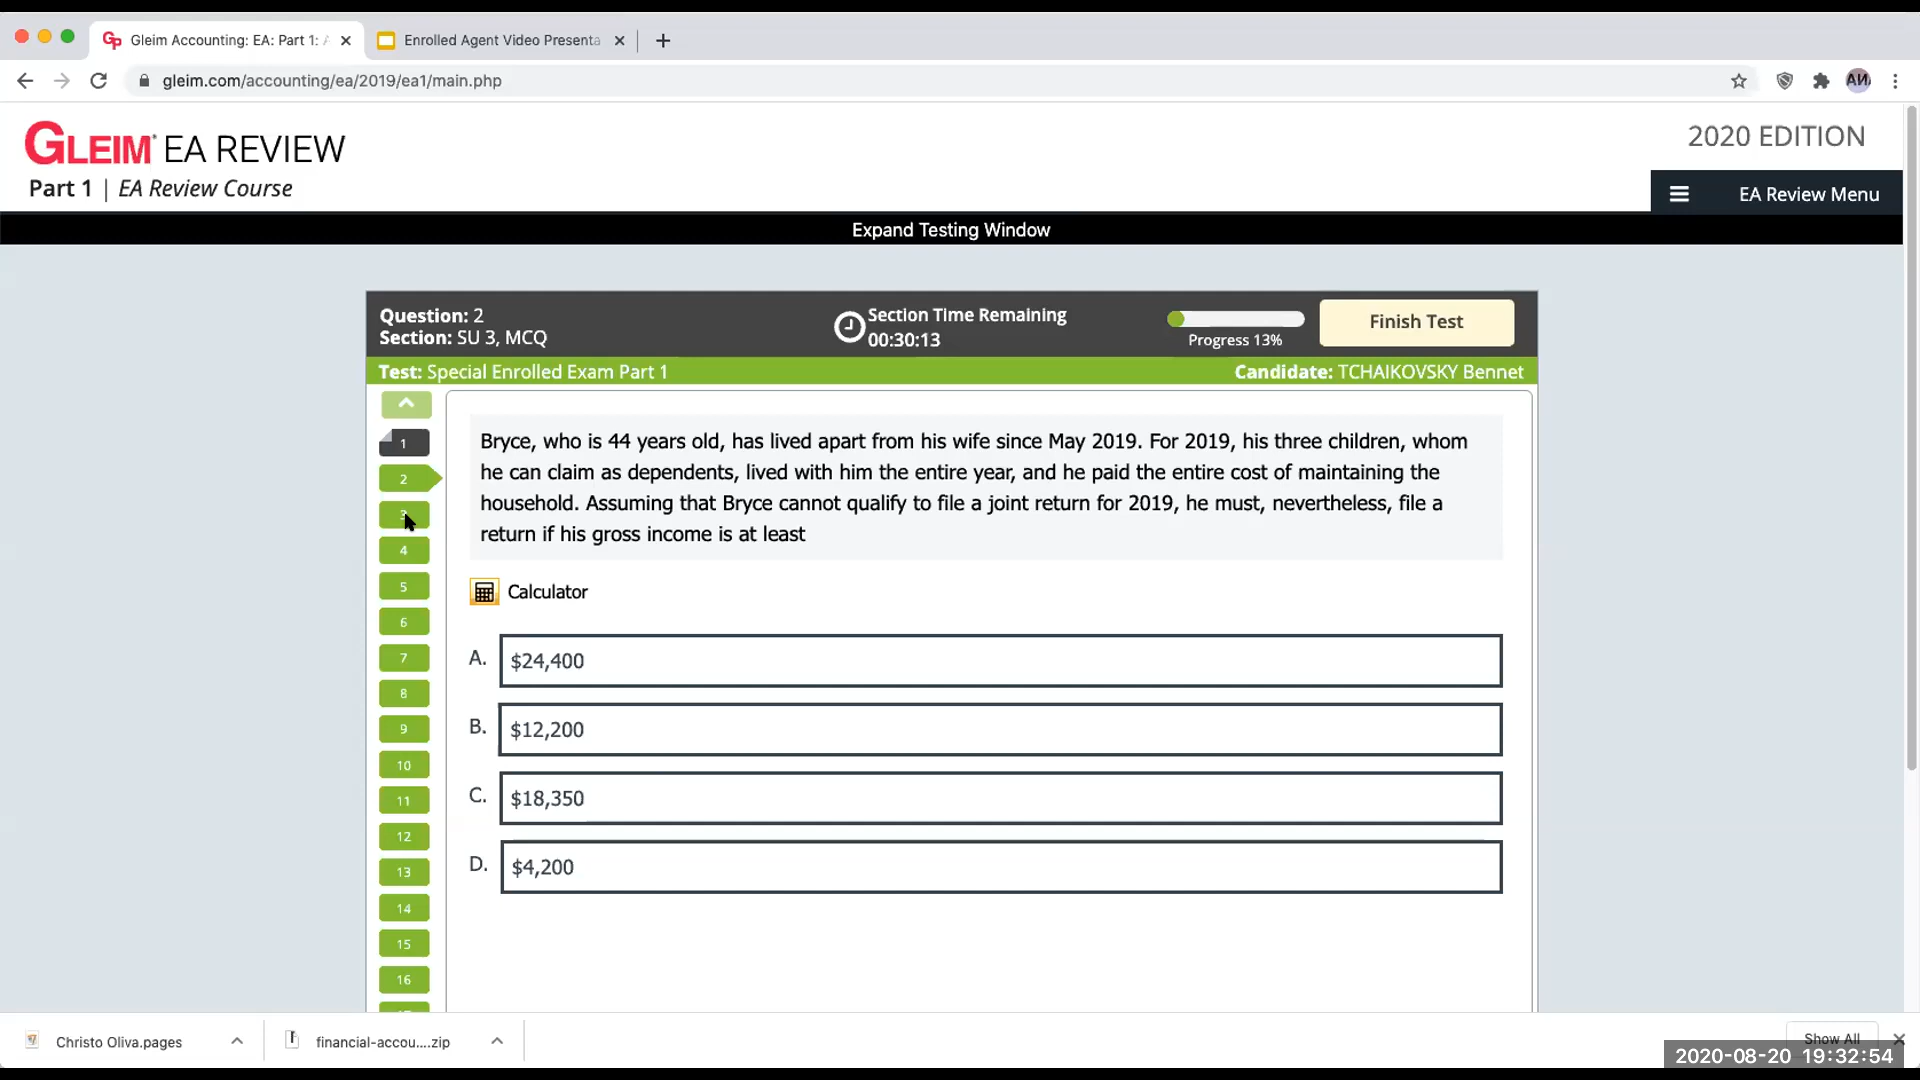 Gleim Accounting: EA: Part 1: A
Enrolled Agent Video Presenta
gleim.com/accounting/ea/2019/ea1/main.php
GLEIM EA REVIEW
2020 EDITION
Part 1 | EA Review Course
EA Review Menu
Expand Testing Window
Question: 2
Section: SU 3, MCQ
Section Time Remaining
00:30:13
Progress 13%
Finish Test
Test: Special Enrolled Exam Part 1
Candidate: TCHAIKOVSKY Bennet
1
2
3
4
5
6
7
8
9
10
11
12
13
14
15
16
Bryce, who is 44 years old, has lived apart from his wife since May 2019. For 2019, his three children, whom
he can claim as dependents, lived with him the entire year, and he paid the entire cost of maintaining the
household. Assuming that Bryce cannot qualify to file a joint return for 2019, he must, nevertheless, file a
return if his gross income is at least
Calculator
A. $24,400
B. $12,200
C. $18,350
D. $4,200
Christo Oliva.pages
financial-accou....zip
Show All
2020-08-20 19:32:54